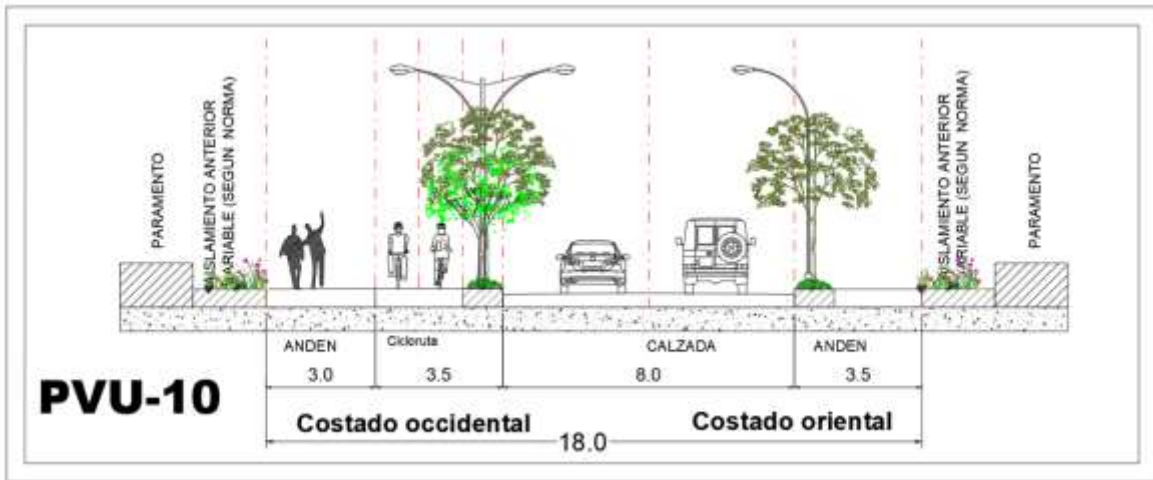 PARAMENTO
AISLAMIENTO ANTERIOR
VARIABLE (SEGUN NORMA)
AISLAMIENTO ANTERIOR
VARIABLE (SEGUN NORMA)
PARAMENTO
ANDEN
Cicloruta
CALZADA
ANDEN
3.0
3.5
8.0
3.5
PVU-10
Costado occidental
Costado oriental
18.0